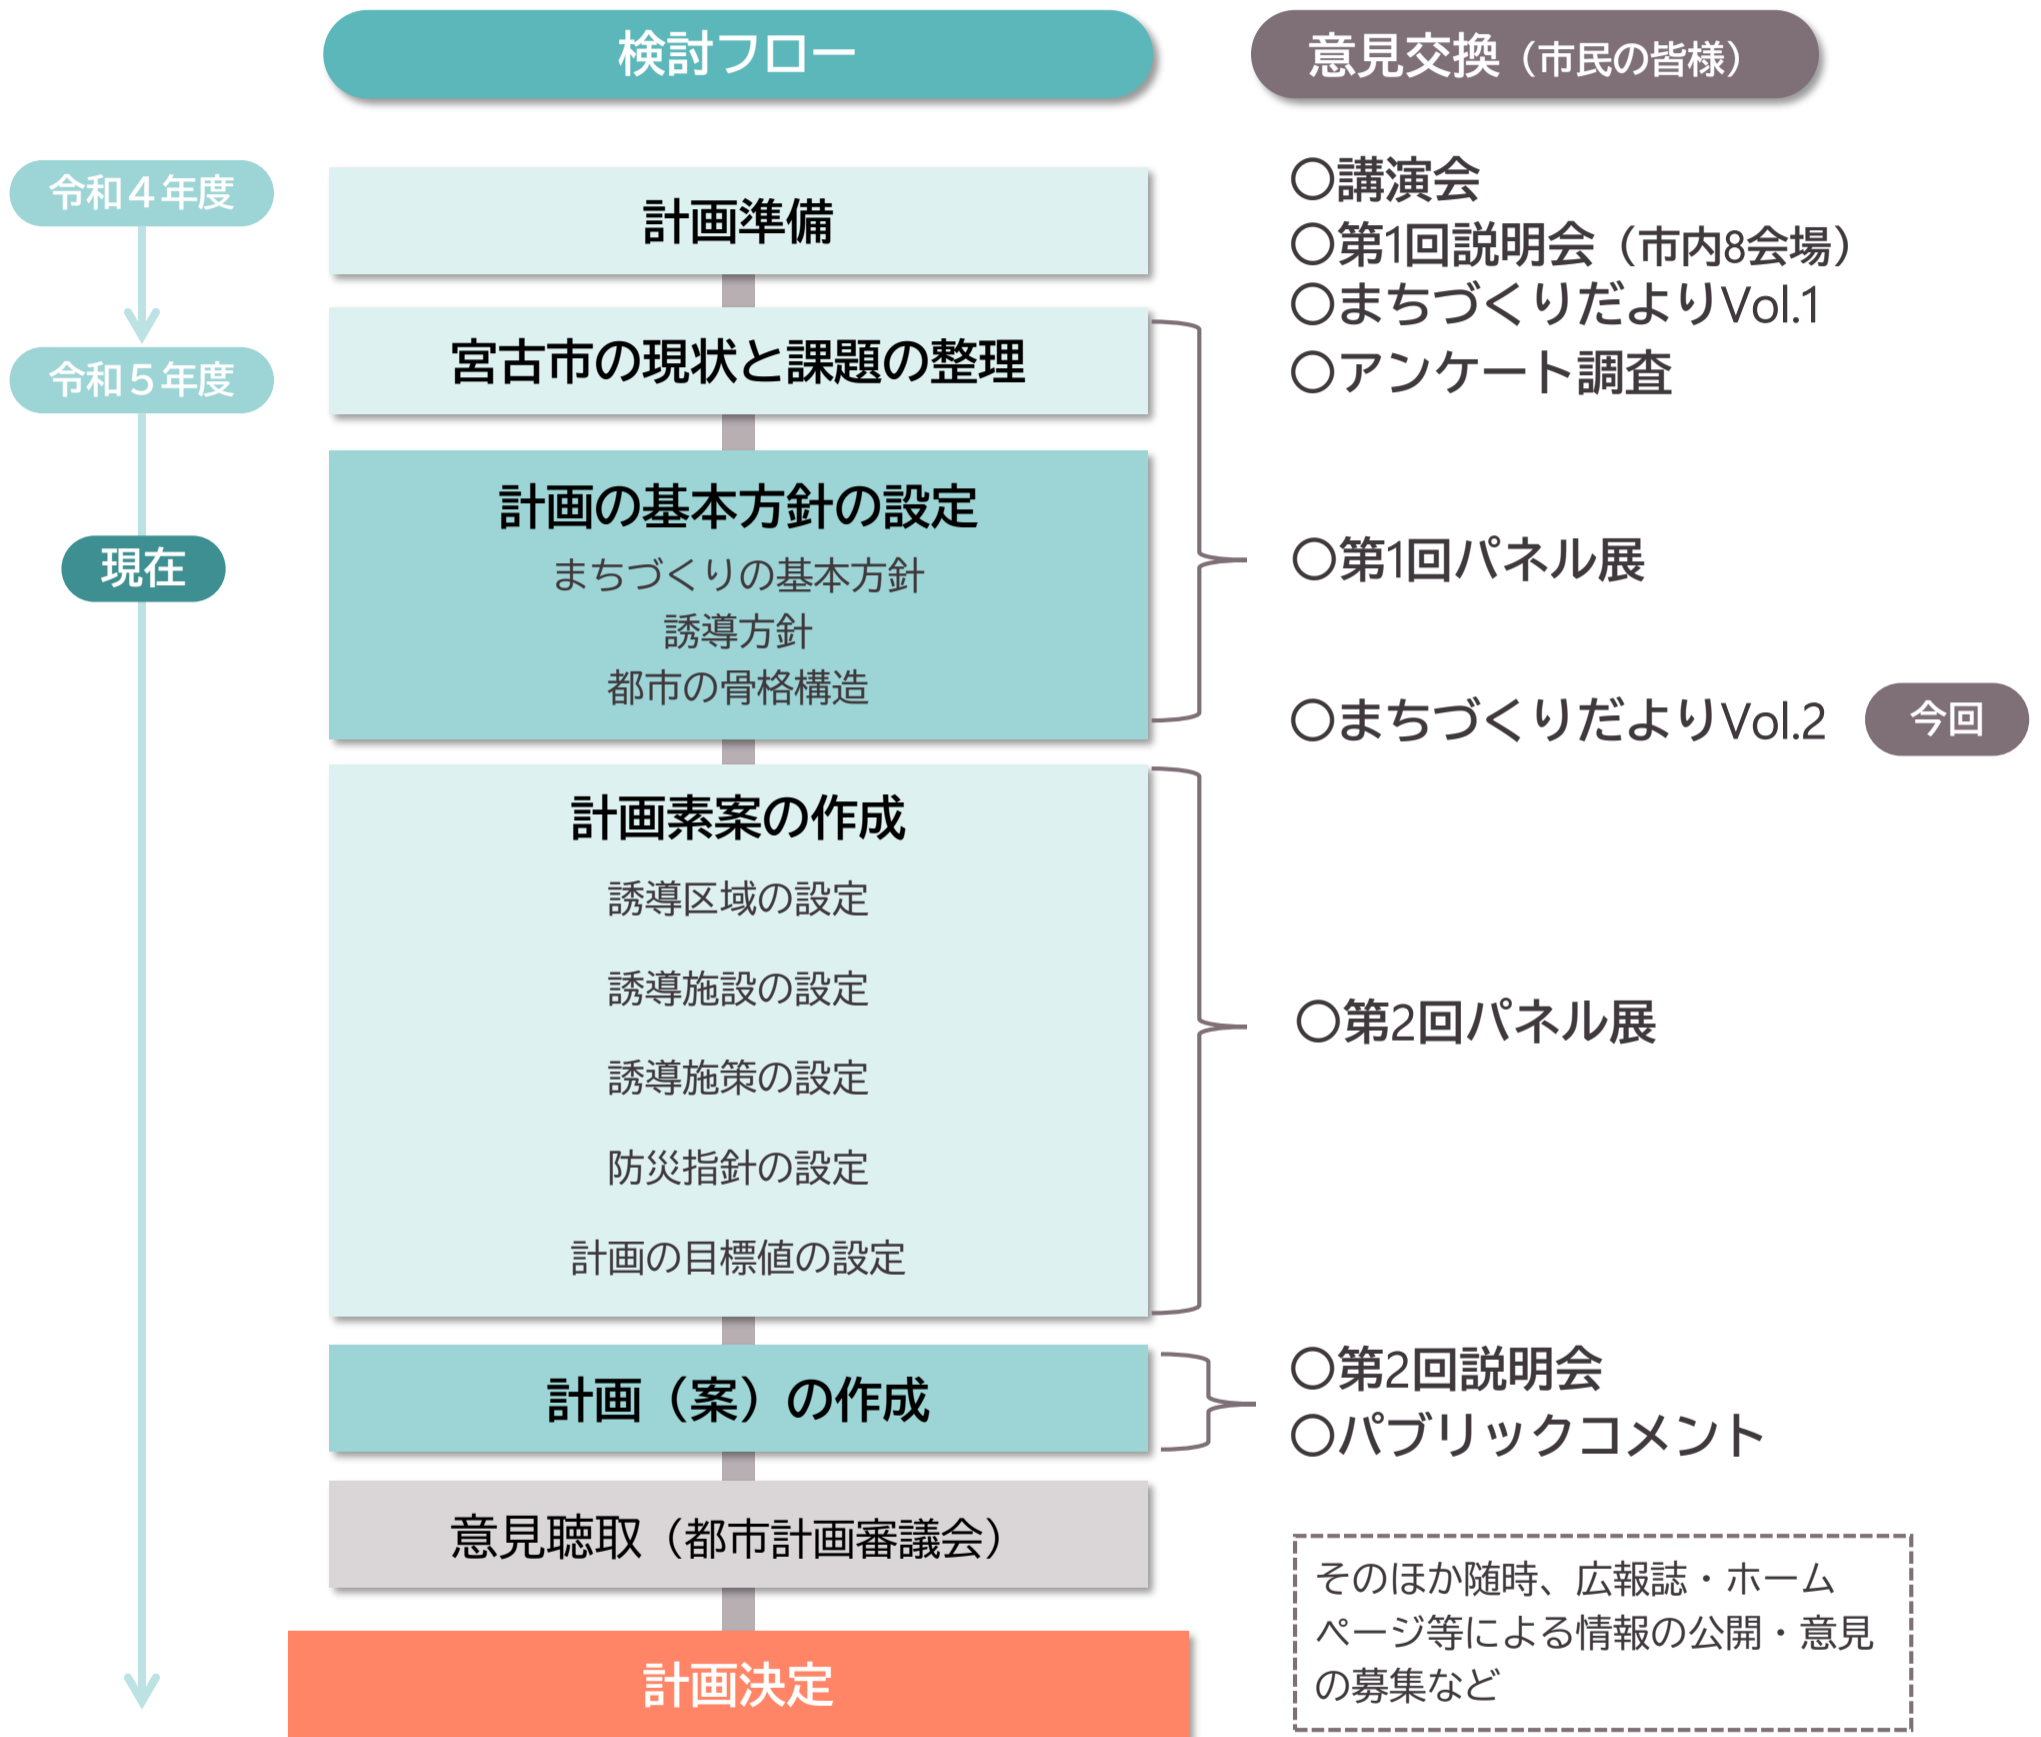 検討フロー
意見交換（市民の皆様）
令和４年度
令和５年度
現在
計画準備
宮古市の現状と課題の整理
計画の基本方針の設定
まちづくりの基本方針
誘導方針
都市の骨格構造
計画素案の作成
誘導区域の設定
誘導施設の設定
誘導施策の設定
防災指針の設定
計画の目標値の設定
計画（案）の作成
意見聴取（都市計画審議会）
計画決定
〇講演会
〇第1回説明会（市内8会場）
〇まちづくりだよりVol.1
〇アンケート調査
〇第1回パネル展
〇まちづくりだよりVol.2
今回
〇第2回パネル展
〇第2回説明会
〇パブリックコメント
そのほか随時、広報誌・ホーム
ページ等による情報の公開・意見
の募集など